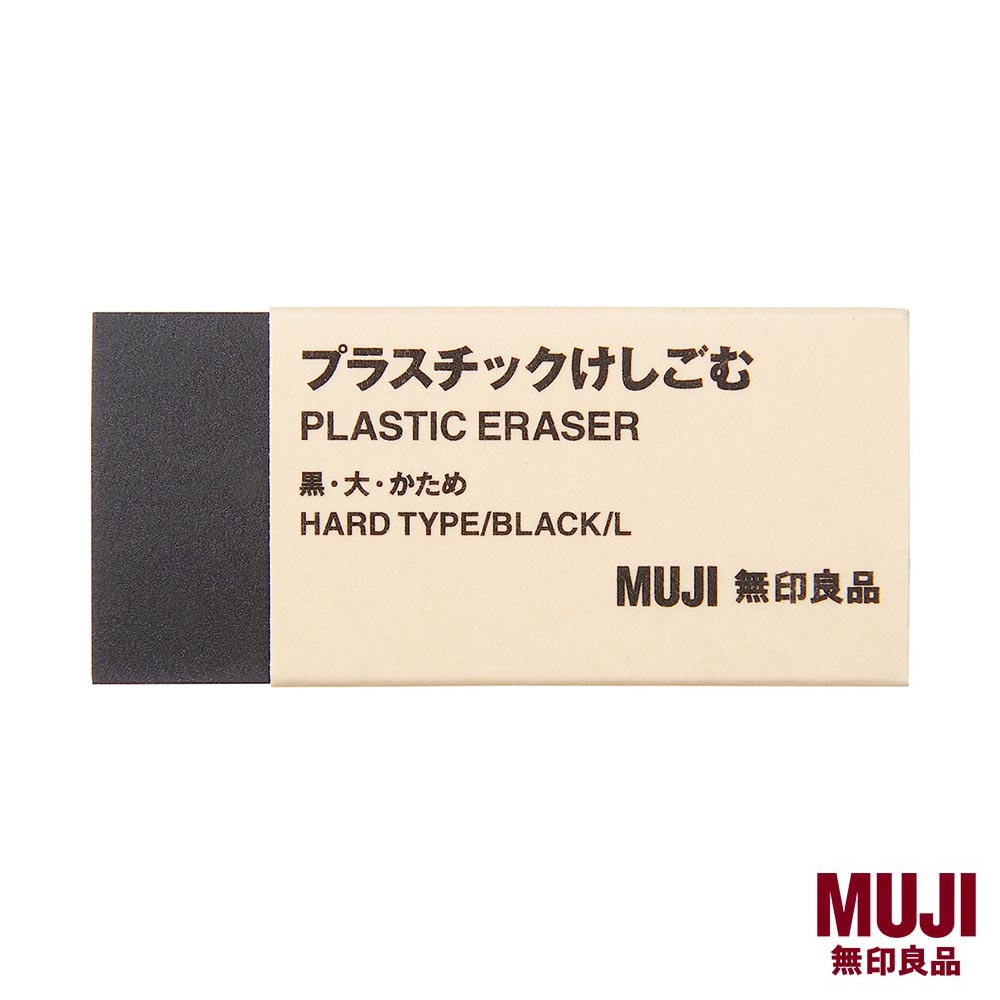 プラスチックけしごむ
PLASTIC ERASER
黒・大・かため
HARD TYPE/BLACK/L
MUJI 無印良品
MUJI
無印良品